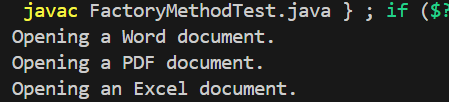 javac FactoryMethodTest.java } ; if ($?
Opening a Word document.
Opening a PDF document.
Opening an Excel document.